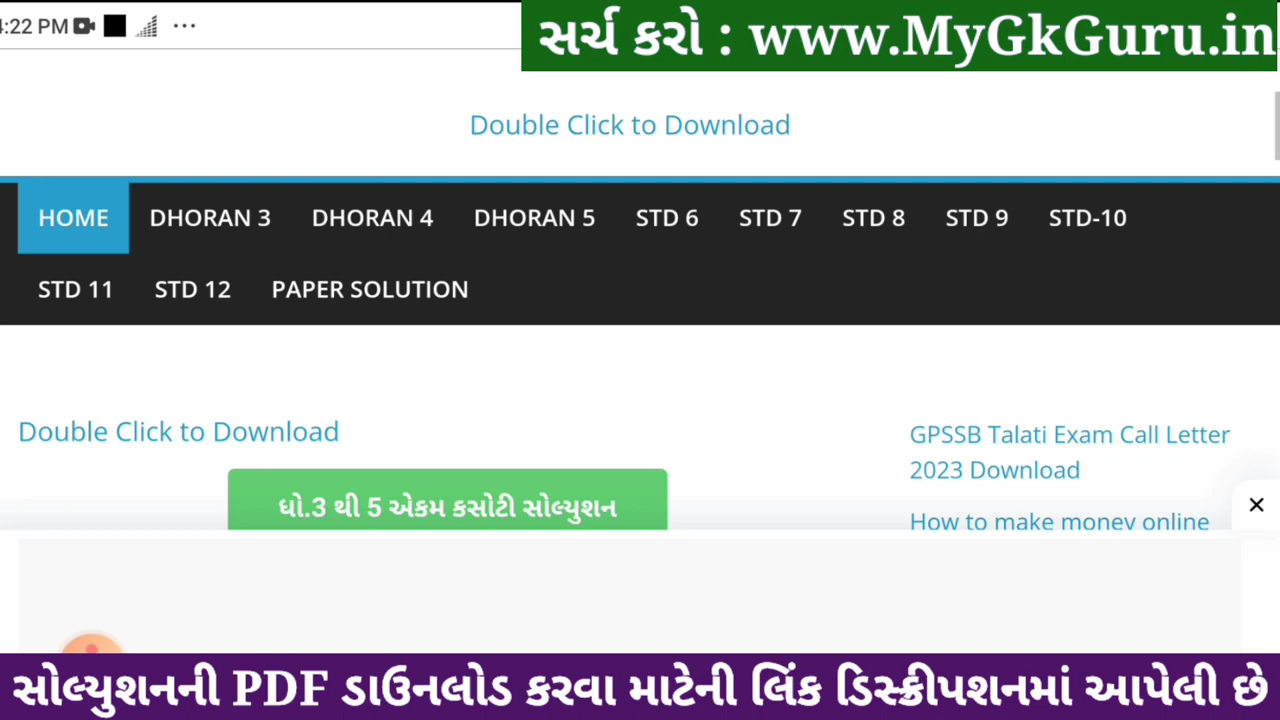 :22 PM
સર્ચ કરો : www.MyGkGuru.in
Double Click to Download
HOME DHORAN 3 DHORAN 4 DHORAN 5 STD 6 STD 7 STD 8 STD 9 STD-10
STD 11 STD 12 PAPER SOLUTION
Double Click to Download
ધો.3 થી 5 એકમ કસોટી સોલ્યુશન
GPSSB Talati Exam Call Letter
2023 Download
How to make money online
સોલ્યુશનની PDF ડાઉનલોડ કરવા માટેની લિંક ડિસ્ક્રીપશનમાં આપેલી છે